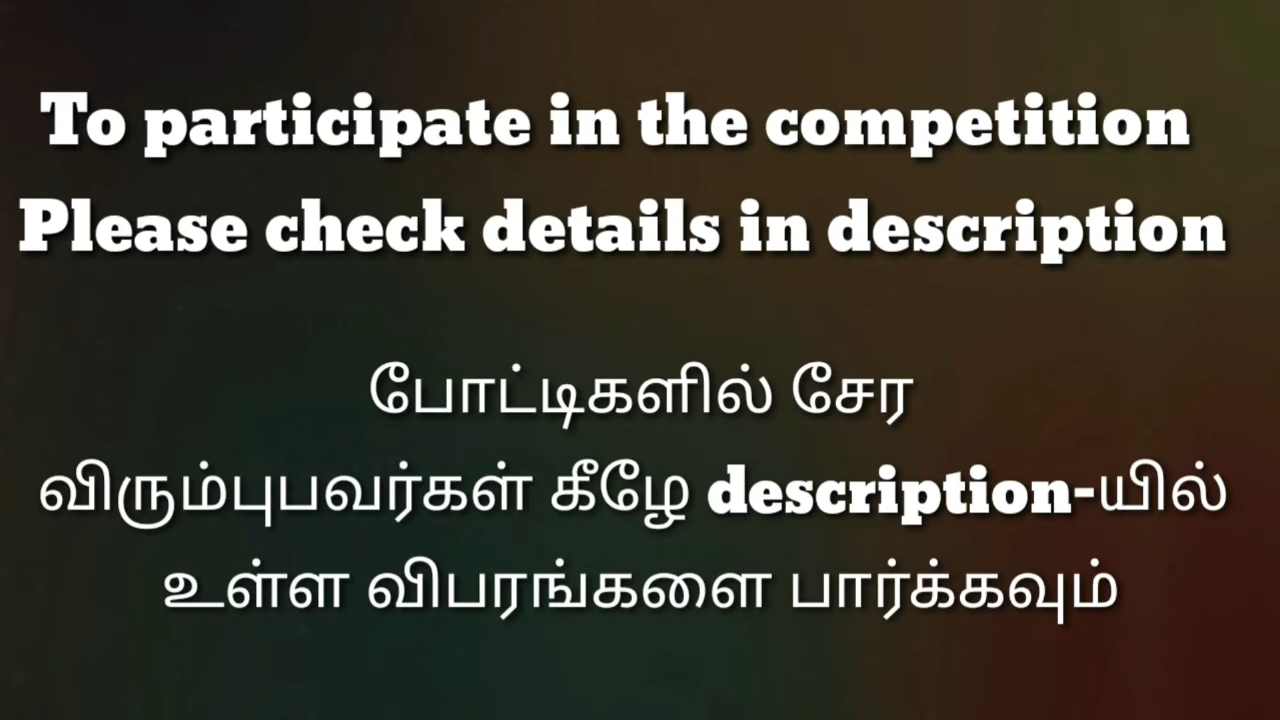 To participate in the competition
Please check details in description
போட்டிகளில் சேர
விரும்புபவர்கள் கீழே description-யில்
உள்ள விபரங்களை பார்க்கவும்